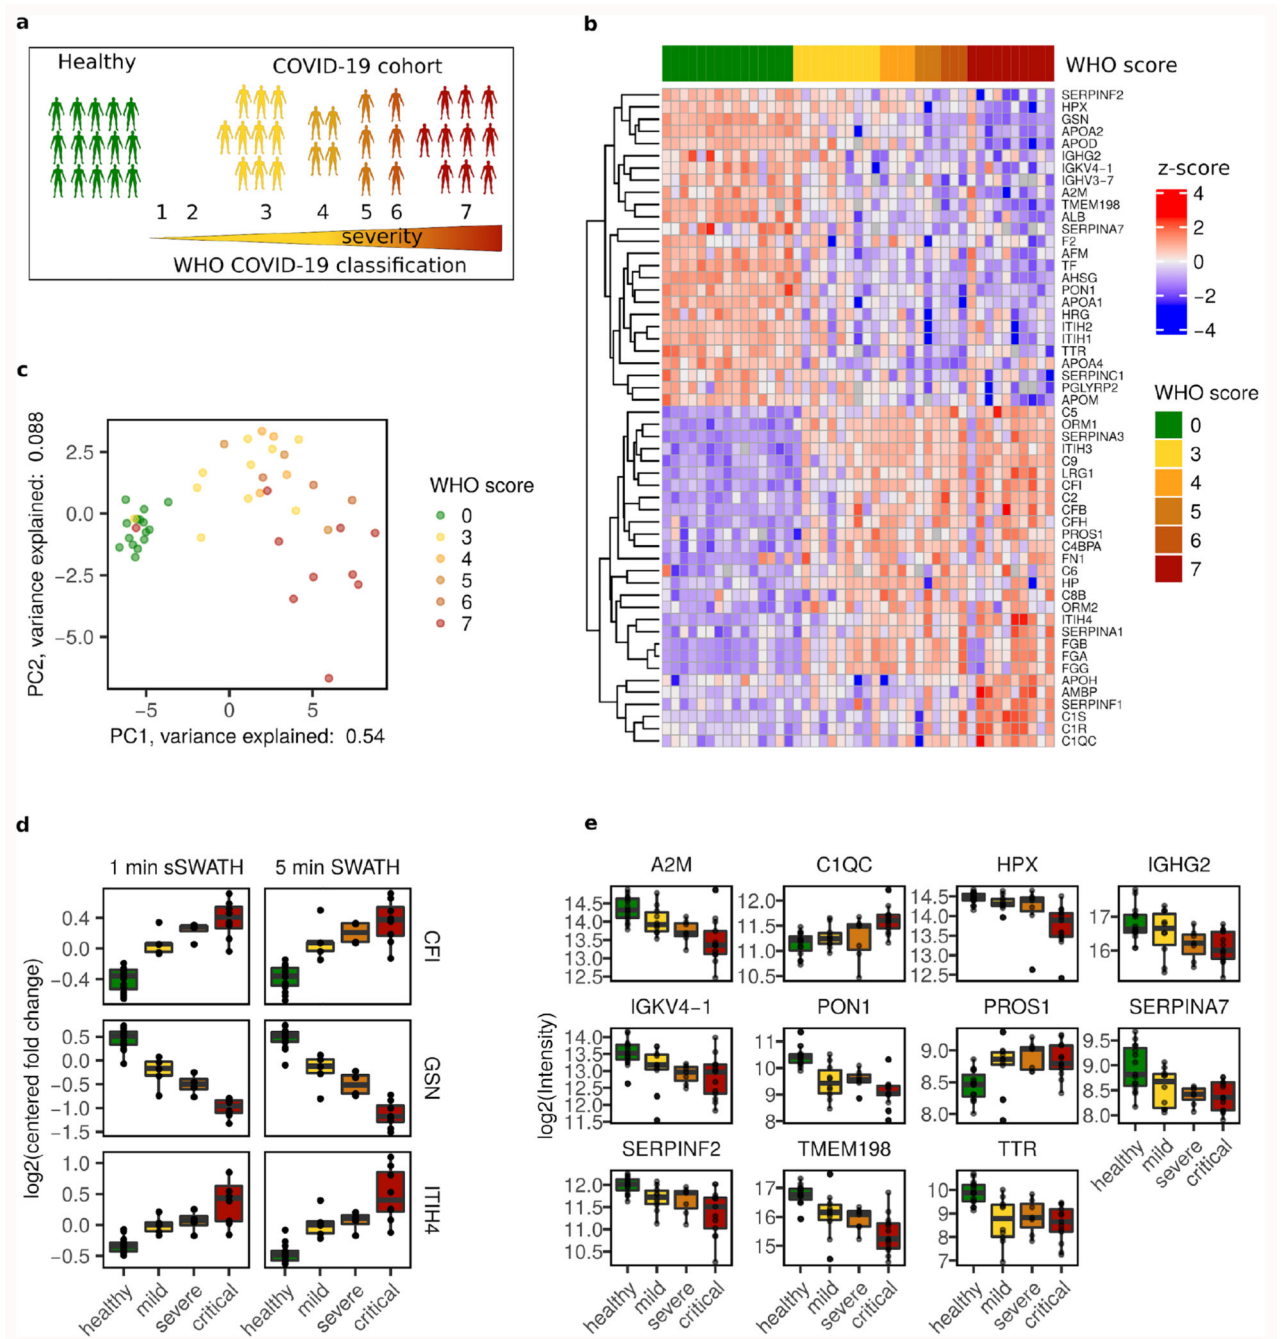 a
Healthy
COVID-19 cohort
1 2 3 4 5 6 7
severity
WHO COVID-19 classification
b
WHO score
SERPINF2
HPX
GSN
APOA2
APOD
IGHG2
IGKV4-1
IGHV3-7
A2M
TMEM198
ALB
SERPINA7
F2
AFM
TF
AHSG
PON1
APOA1
HRG
ITIH2
ITIH1
TTR
APOA4
SERPINC1
PGLYRP2
APOM
C5
ORM1
SERPINA3
ITIH3
C9
LRG1
CFI
C2
CFB
CFH
PROS1
C4BPA
FN1
C6
HP
C8B
ORM2
ITIH4
SERPINA1
FGB
FGA
FGG
APOH
AMBP
SERPINF1
C1S
C1R
C1QC
z-score
4
2
0
−2
−4
WHO score
0
3
4
5
6
7
c
PC2, variance explained: 0.088
2.5
0.0
−2.5
−5.0
−5 0 5
PC1, variance explained: 0.54
WHO score
0
3
4
5
6
7
d
1 min sSWATH 5 min SWATH
log2(centered fold change)
0.4
0.0
−0.4
CFI
0.5
0.0
−0.5
−1.0
−1.5
GSN
1.0
0.5
0.0
−0.5
ITIH4
healthy mild severe critical healthy mild severe critical
e
log2(Intensity)
A2M C1QC HPX IGHG2
14.5
14.0
13.5
13.0
12.5
12.0
11.5
11.0
10.5
14.5
14.0
13.5
13.0
12.5
17
16
IGKV4−1 PON1 PROS1 SERPINA7
14.0
13.5
13.0
12.5
12.0
11.5
11
10
9
8
9.0
8.5
8.0
9.5
9.0
8.5
8.0
healthy mild severe critical
SERPINF2 TMEM198 TTR
12.0
11.5
11.0
10.5
17
16
15
10
9
8
7
healthy mild severe critical healthy mild severe critical healthy mild severe critical